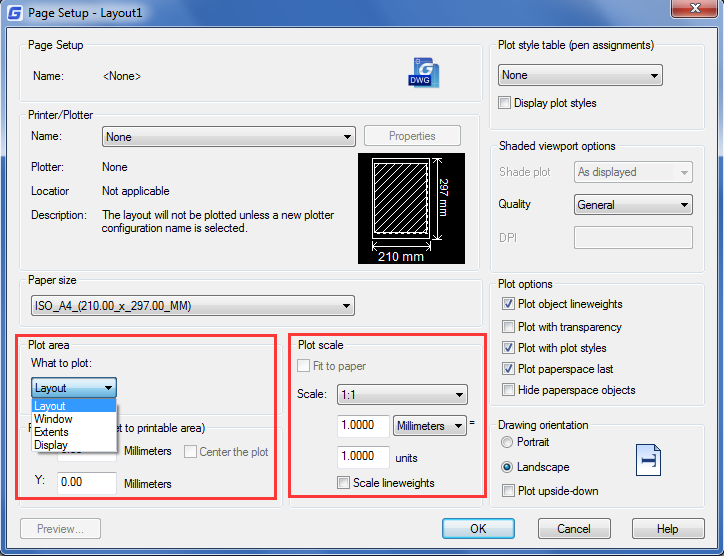 Page Setup - Layout1
Page Setup
Name: <None>
DWG
Printer/Plotter
Name: None Properties
Plotter: None
Locatior Not applicable
Description: The layout will not be plotted unless a new plotter
configuration name is selected.
297 mm
210 mm
Paper size
ISO_A4_(210.00_x_297.00_MM)
Plot area
What to plot:
Layout
Layout
Window
Extents
Display
et to printable area)
Millimeters Center the plot
Y: 0.00 Millimeters
Plot scale
Fit to paper
Scale: 1:1
1.0000 Millimeters =
1.0000 units
Scale lineweights
Plot style table (pen assignments)
None
Display plot styles
Shaded viewport options
Shade plot As displayed
Quality General
DPI
Plot options
Plot object lineweights
Plot with transparency
Plot with plot styles
Plot paperspace last
Hide paperspace objects
Drawing orientation
Portrait
Landscape
Plot upside-down
Preview... OK Cancel Help